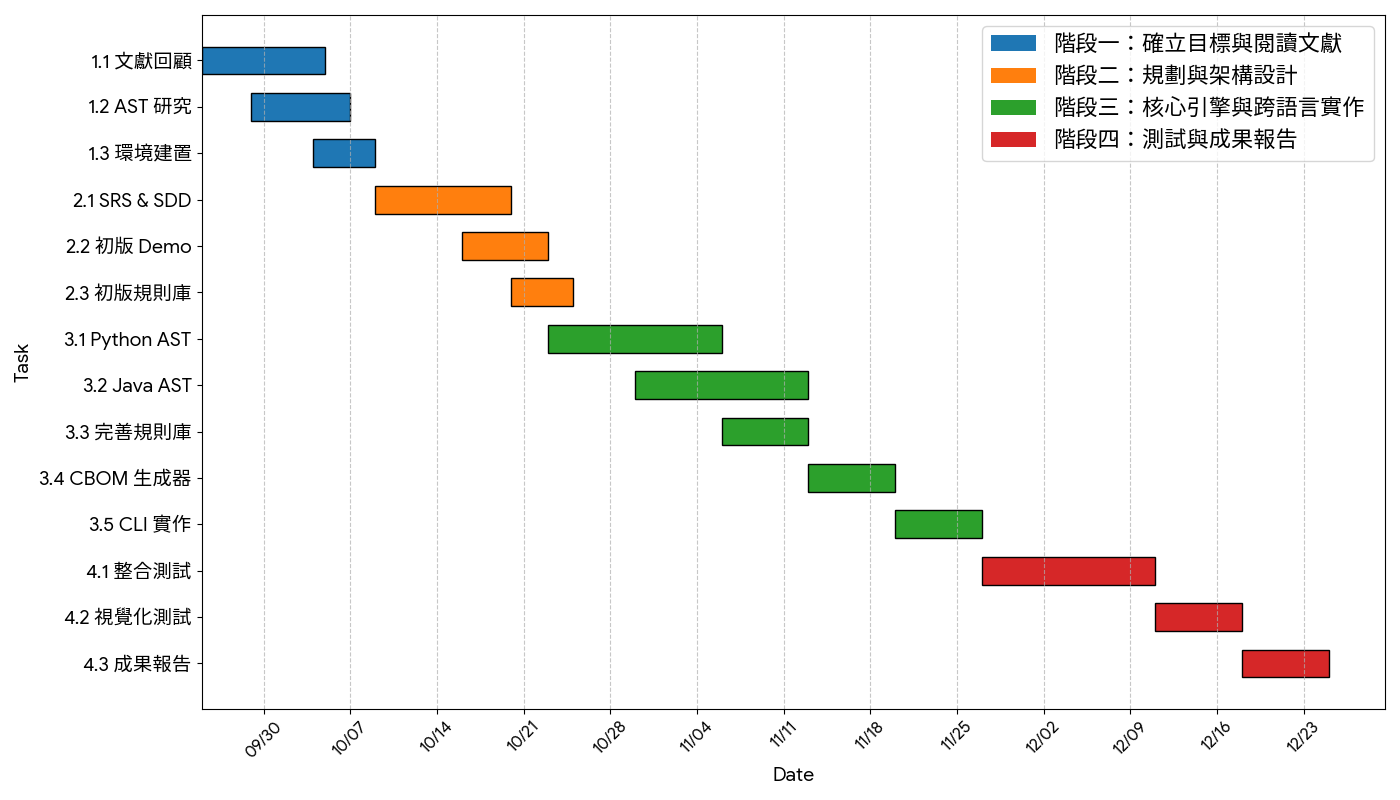 階段一：確立目標與閱讀文獻
階段二：規劃與架構設計
階段三：核心引擎與跨語言實作
階段四：測試與成果報告
1.1 文獻回顧
1.2 AST 研究
1.3 環境建置
2.1 SRS & SDD
2.2 初版 Demo
2.3 初版規則庫
3.1 Python AST
3.2 Java AST
3.3 完善規則庫
3.4 CBOM 生成器
3.5 CLI 實作
4.1 整合測試
4.2 視覺化測試
4.3 成果報告
Task
09/30 10/07 10/14 10/21 10/28 11/04 11/11 11/18 11/25 12/02 12/09 12/16 12/23
Date